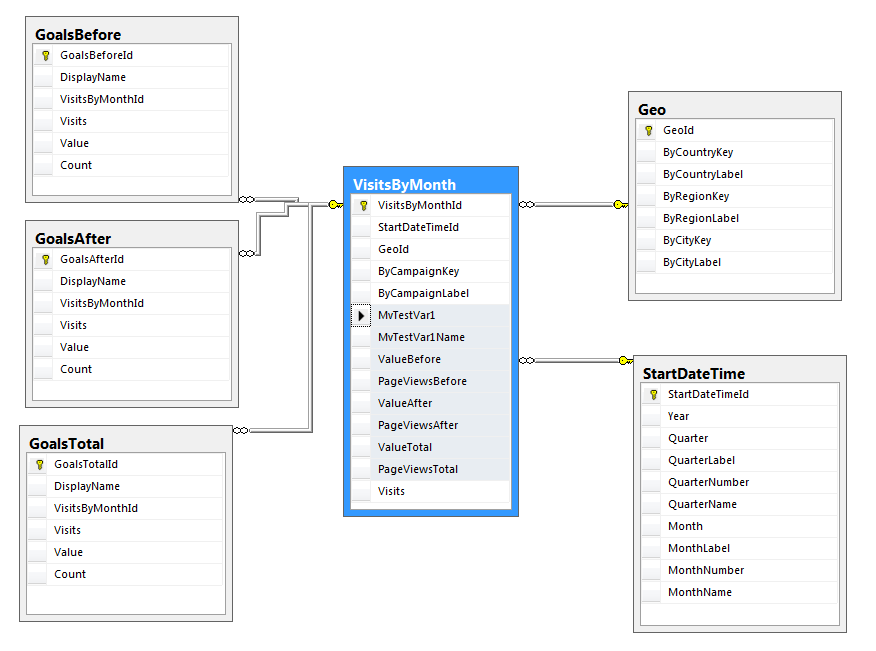 GoalsBefore
GoalsBeforeId
DisplayName
VisitsByMonthId
Visits
Value
Count
GoalsAfter
GoalsAfterId
DisplayName
VisitsByMonthId
Visits
Value
Count
GoalsTotal
GoalsTotalId
DisplayName
VisitsByMonthId
Visits
Value
Count
VisitsByMonth
VisitsByMonthId
StartDateTimeId
GeoId
ByCampaignKey
ByCampaignLabel
MvTestVar1
MvTestVar1Name
ValueBefore
PageViewsBefore
ValueAfter
PageViewsAfter
ValueTotal
PageViewsTotal
Visits
Geo
GeoId
ByCountryKey
ByCountryLabel
ByRegionKey
ByRegionLabel
ByCityKey
ByCityLabel
StartDateTime
StartDateTimeId
Year
Quarter
QuarterLabel
QuarterNumber
QuarterName
Month
MonthLabel
MonthNumber
MonthName